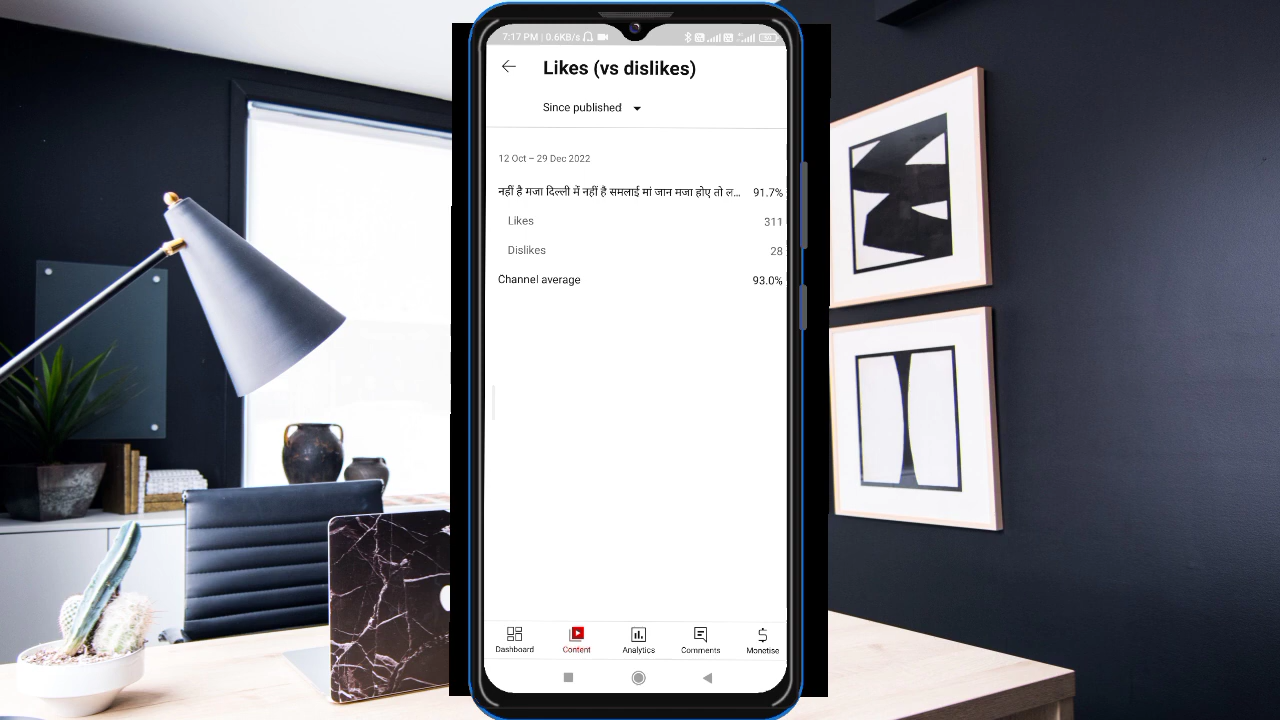 7:17 PM | 0.6KB/s
Likes (vs dislikes)
Since published
12 Oct – 29 Dec 2022
नहीं है मजा दिल्ली में नहीं है समलाई मां जान मजा होए तो ल... 91.7%
Likes 311
Dislikes 28
Channel average 93.0%
Dashboard Content Analytics Comments Monetise